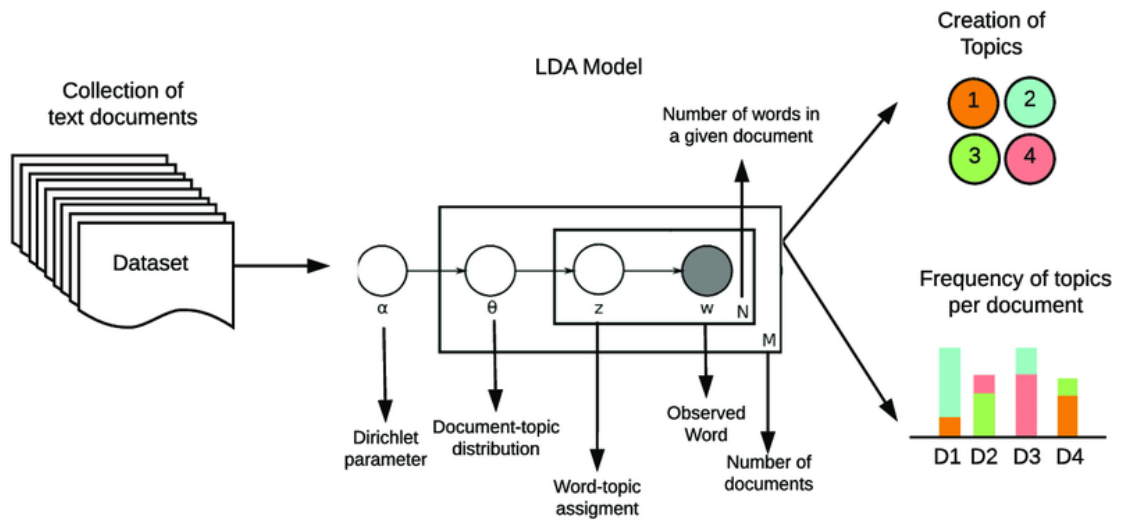 Collection of
text documents
Dataset
LDA Model
Number of words in
a given document
α
θ
z
w
N
M
Dirichlet
parameter
Document-topic
distribution
Word-topic
assigment
Observed
Word
Number of
documents
Creation of
Topics
1
2
3
4
Frequency of topics
per document
D1 D2 D3 D4